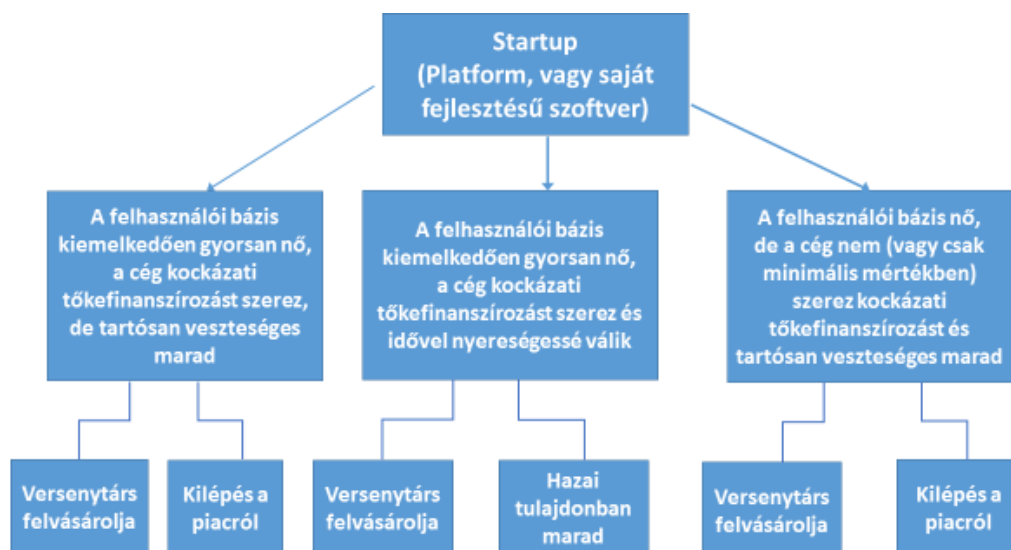 Startup
(Platform, vagy saját
fejlesztésű szoftver)
A felhasználói bázis
kiemelkedően gyorsan nő,
a cég kockázati
tőkefinanszírozást szerez,
de tartósan veszteséges
marad
A felhasználói bázis
kiemelkedően gyorsan nő,
a cég kockázati
tőkefinanszírozást szerez és
idővel nyereségessé válik
A felhasználói bázis nő,
de a cég nem (vagy csak
minimális mértékben)
szerez kockázati
tőkefinanszírozást és
tartósan veszteséges marad
Versenytárs
felvásárolja
Kilépés a
piacról
Versenytárs
felvásárolja
Hazai
tulajdonban
marad
Versenytárs
felvásárolja
Kilépés a
piacról